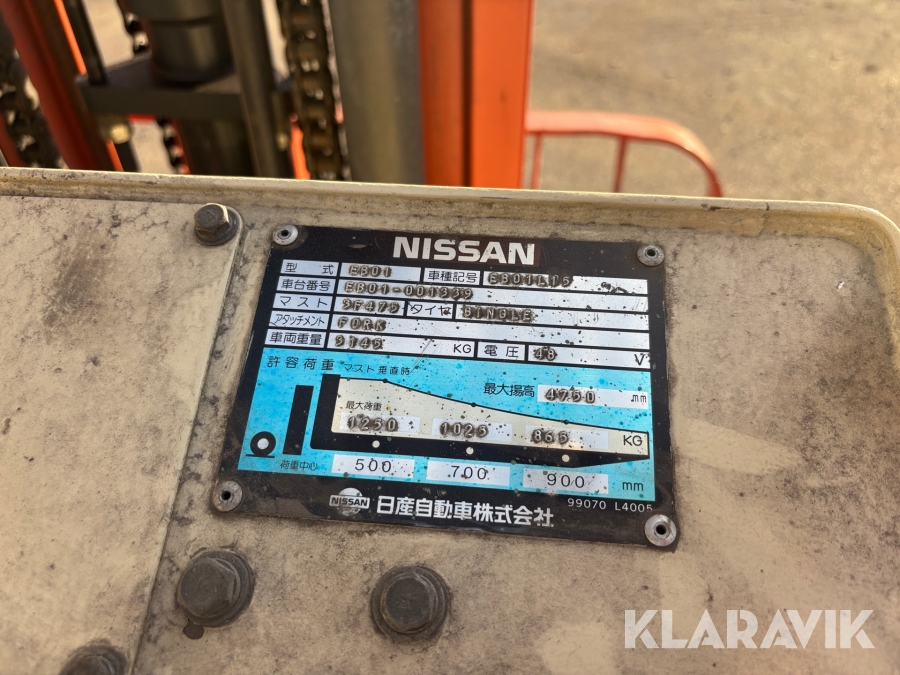 NISSAN
型式 EB01 車種記号 EB01L15
車台番号 EB01-001339
マスト 3F475 タイヤ SINGLE
アタッチメント FORK
車両重量 3145 KG 電圧 48 V
許容荷重 マスト垂直時 最大揚高 4750 mm
最大荷重
1250 1025 865 KG
荷重中心 500 700 900 mm
NISSAN 日産自動車株式会社 99070 L4005
KLARAVIK